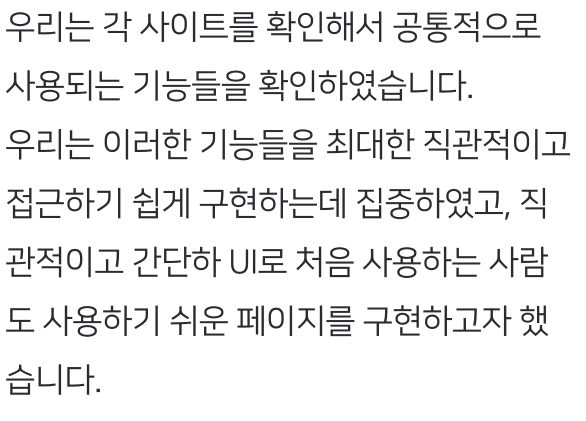 우리는 각 사이트를 확인해서 공통적으로
사용되는 기능들을 확인하였습니다.
우리는 이러한 기능들을 최대한 직관적이고
접근하기 쉽게 구현하는데 집중하였고, 직
관적이고 간단하 UI로 처음 사용하는 사람
도 사용하기 쉬운 페이지를 구현하고자 했
습니다.